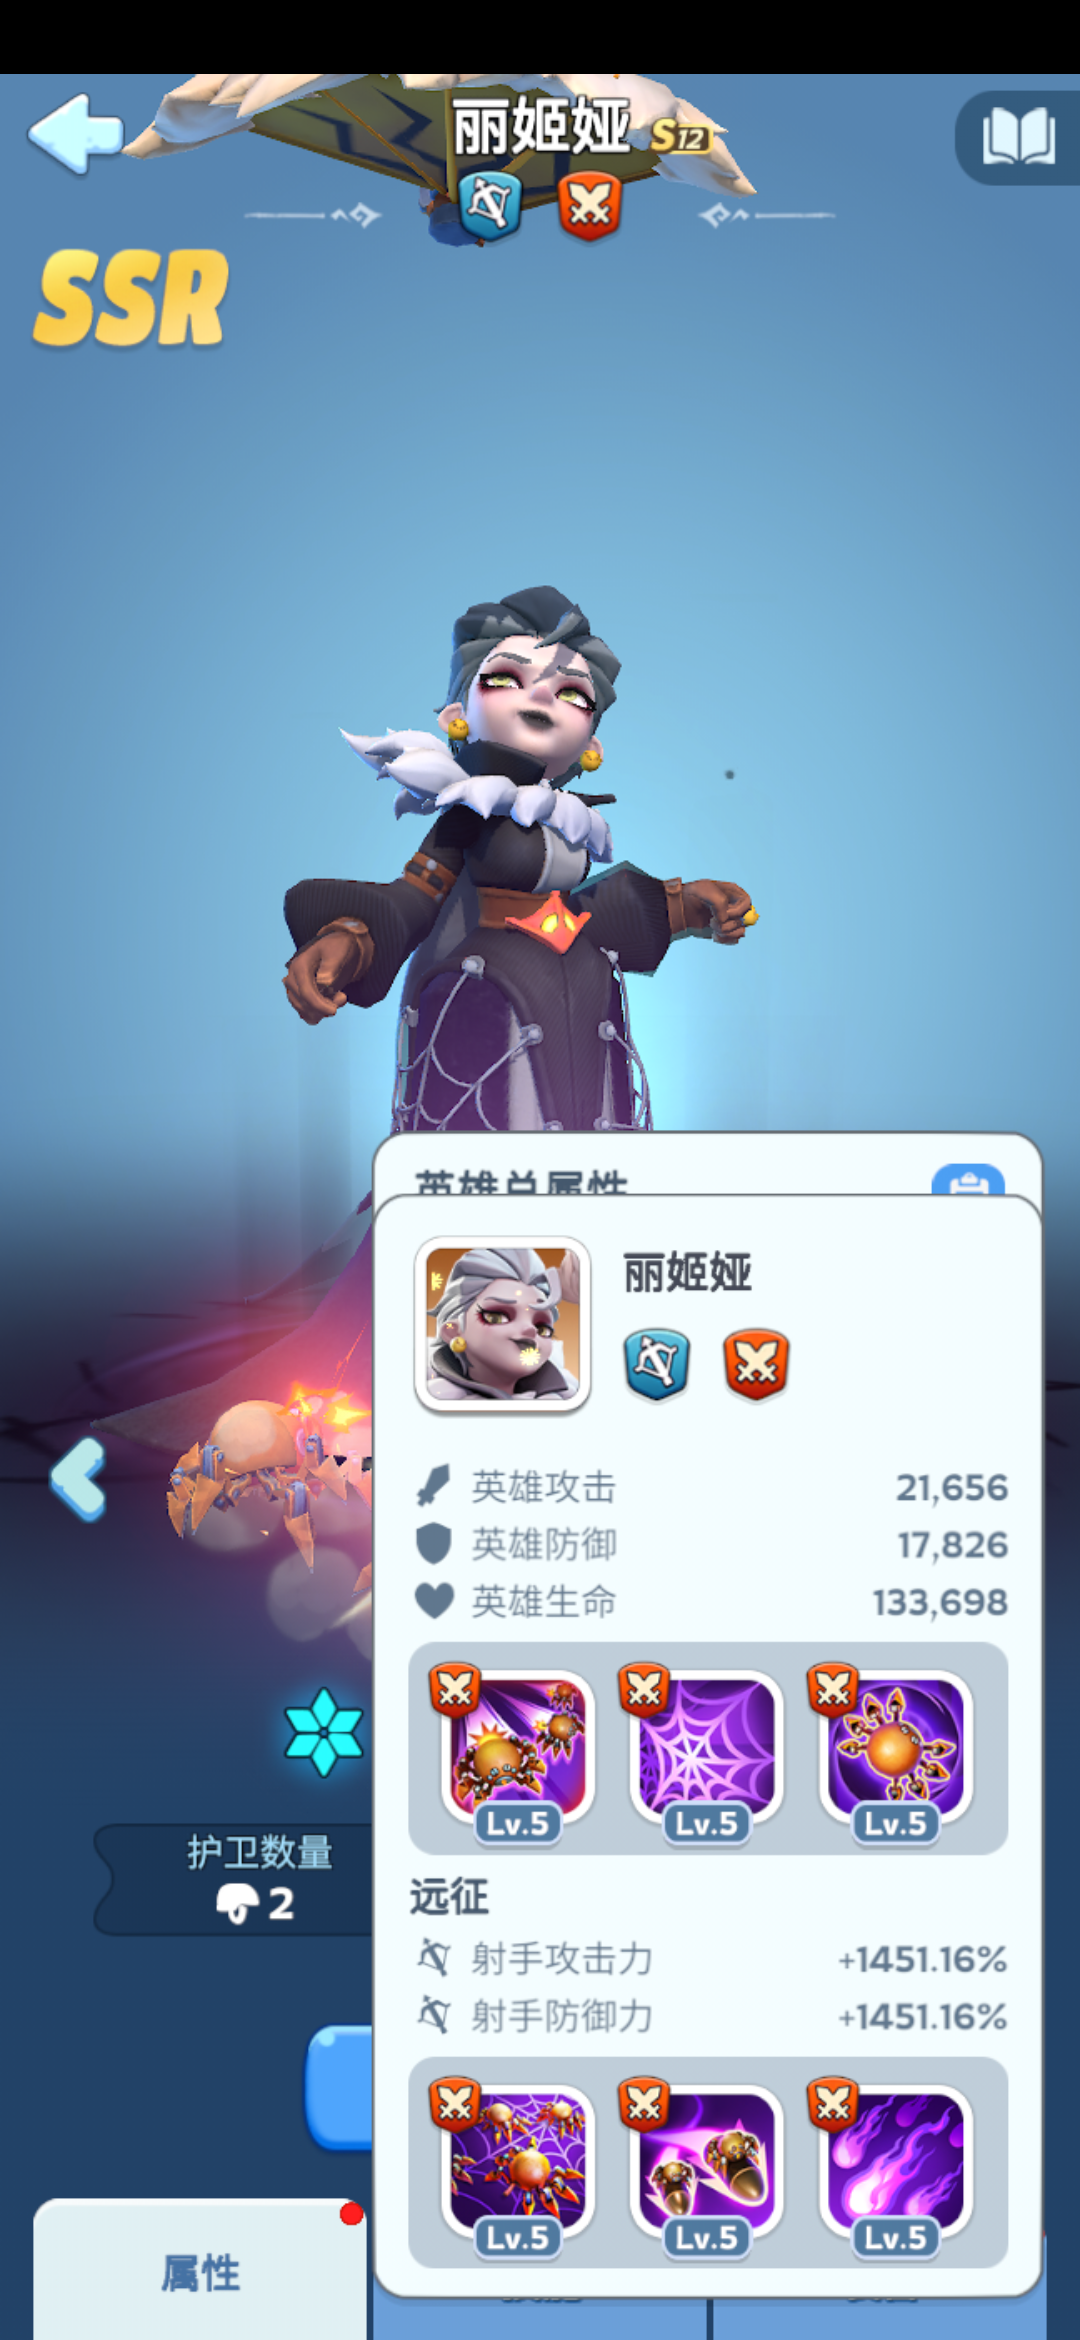 丽姬娅 S12
SSR
英雄总属性
丽姬娅
英雄攻击 21,656
英雄防御 17,826
英雄生命 133,698
Lv.5 Lv.5 Lv.5
护卫数量
2
远征
射手攻击力 +1451.16%
射手防御力 +1451.16%
Lv.5 Lv.5 Lv.5
属性